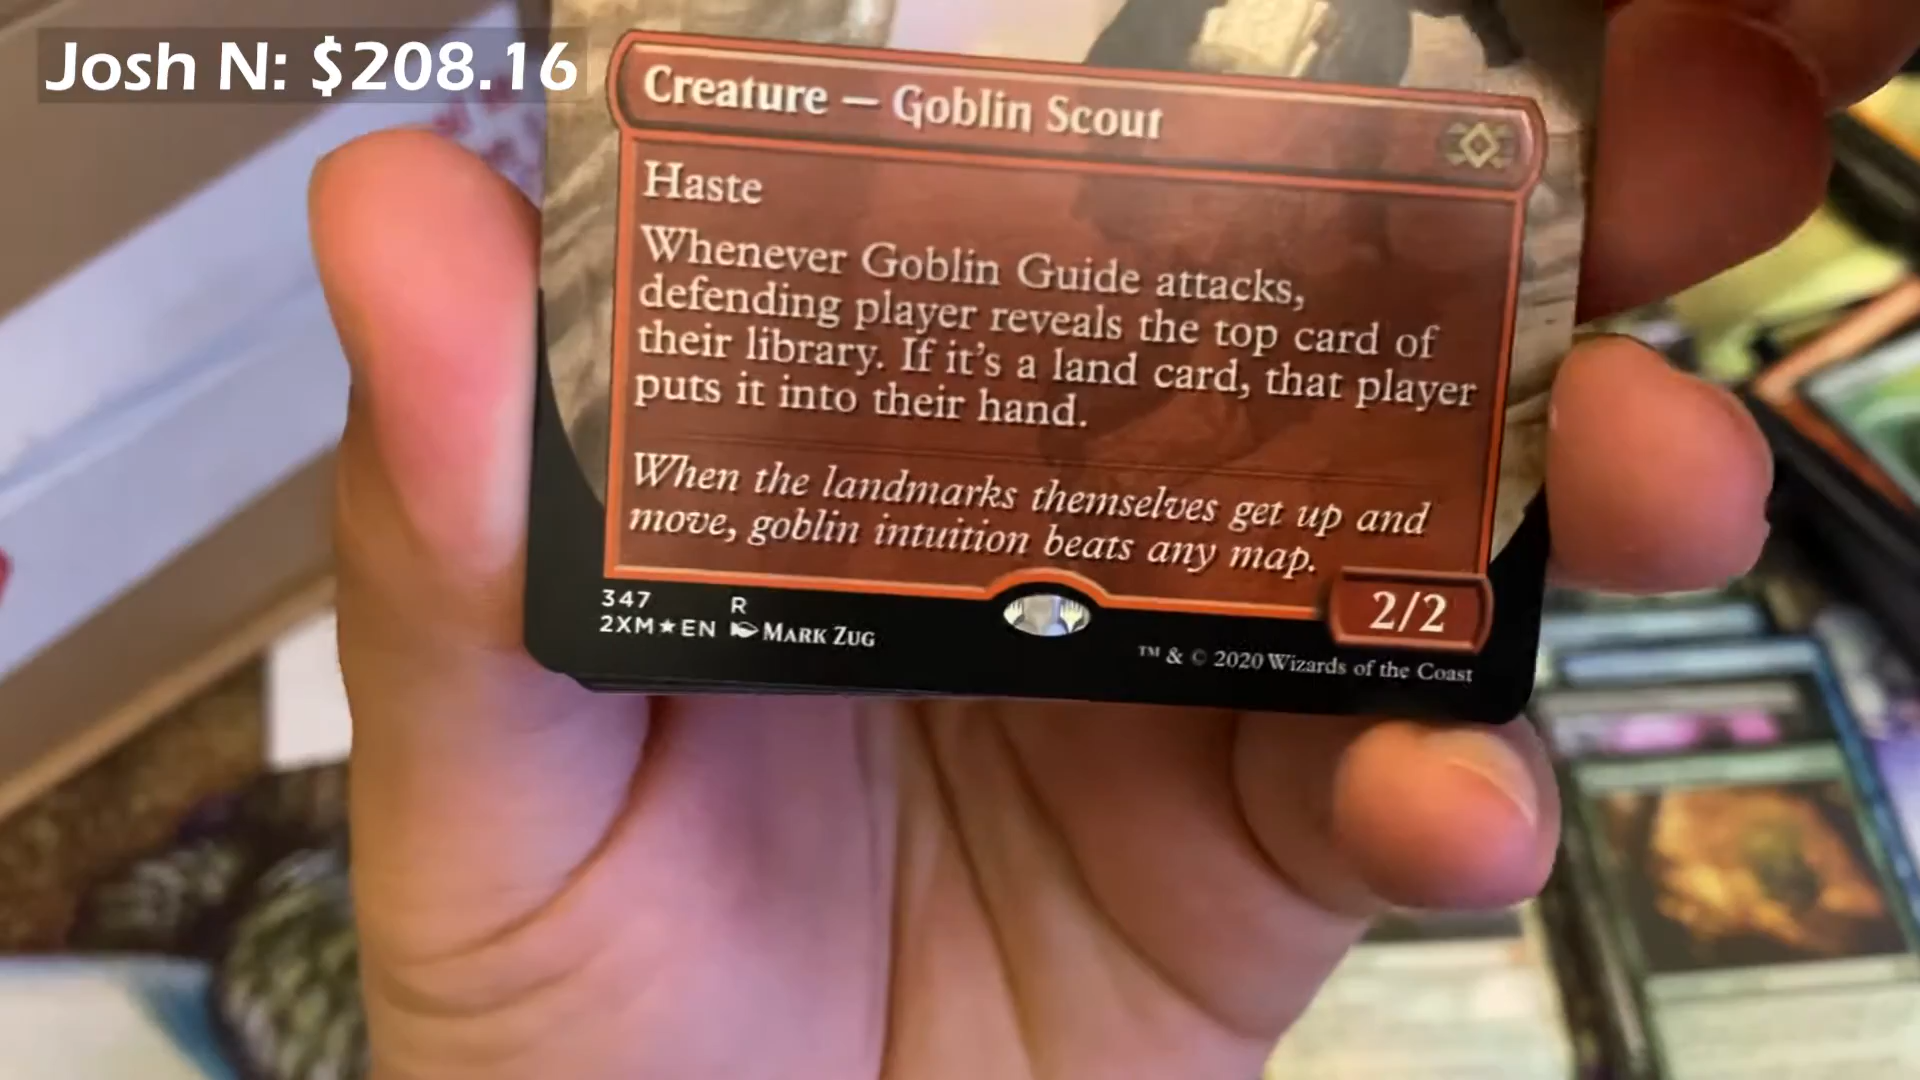 Josh N: $208.16
Creature — Goblin Scout
Haste
Whenever Goblin Guide attacks,
defending player reveals the top card of
their library. If it's a land card, that player
puts it into their hand.
When the landmarks themselves get up and
move, goblin intuition beats any map.
2/2
347 R
2XM★EN MARK ZUG
™ & © 2020 Wizards of the Coast